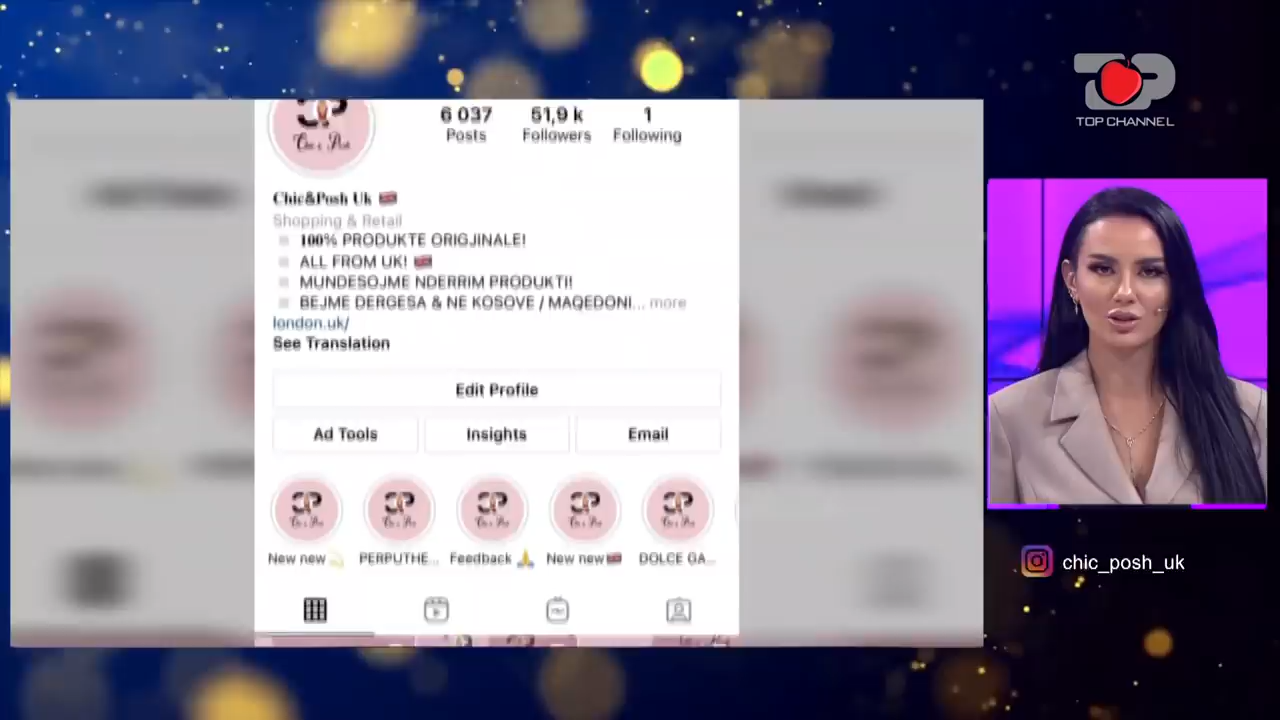 TOP CHANNEL
6 037
51,9 k
1
Posts
Followers
Following
Chic&Posh Uk
Shopping & Retail
100% PRODUKTE ORIGJINALE!
ALL FROM UK!
MUNDESOJME NDERRIM PRODUKTI!
BEJME DERGESA & NE KOSOVE / MAQEDONI... more
london.uk/
See Translation
Edit Profile
Ad Tools
Insights
Email
New new
PERPUTHE...
Feedback
New new
DOLCE GA...
chic_posh_uk